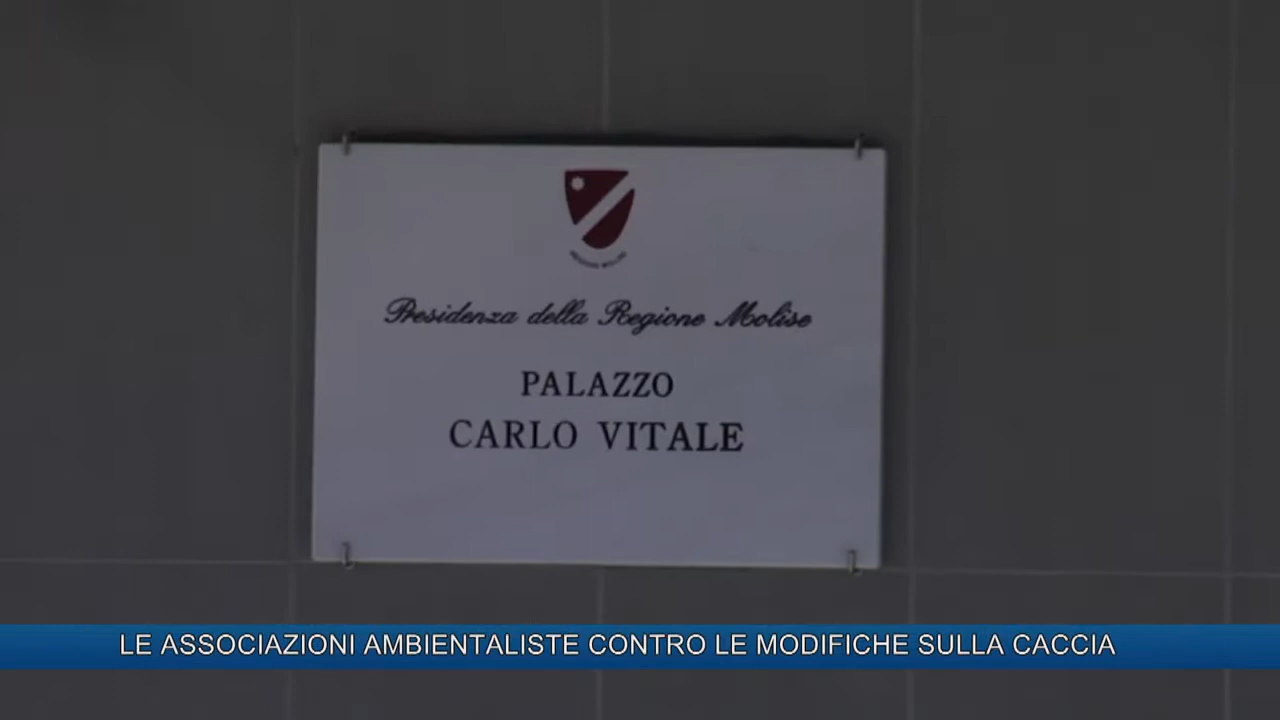 Presidenza della Regione Molise
PALAZZO
CARLO VITALE
LE ASSOCIAZIONI AMBIENTALISTE CONTRO LE MODIFICHE SULLA CACCIA